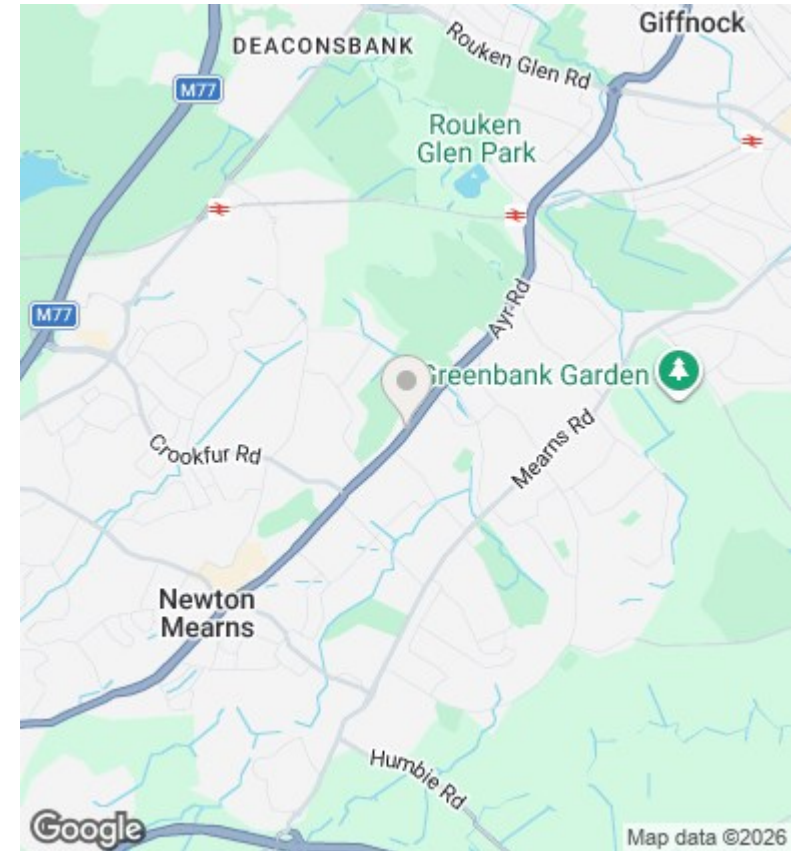 Giffnock
DEACONSBANK
Rouken Glen Rd
M77
Rouken
Glen Park
M77
Ayr Rd
Greenbank Garden
Crookfur Rd
Mearns Rd
Newton
Mearns
Humbie Rd
Google
Map data ©2026